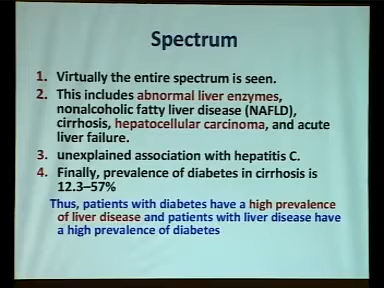 Spectrum
1. Virtually the entire spectrum is seen.
2. This includes abnormal liver enzymes,
nonalcoholic fatty liver disease (NAFLD),
cirrhosis, hepatocellular carcinoma, and acute
liver failure.
3. unexplained association with hepatitis C.
4. Finally, prevalence of diabetes in cirrhosis is
12.3–57%
Thus, patients with diabetes have a high prevalence
of liver disease and patients with liver disease have
a high prevalence of diabetes